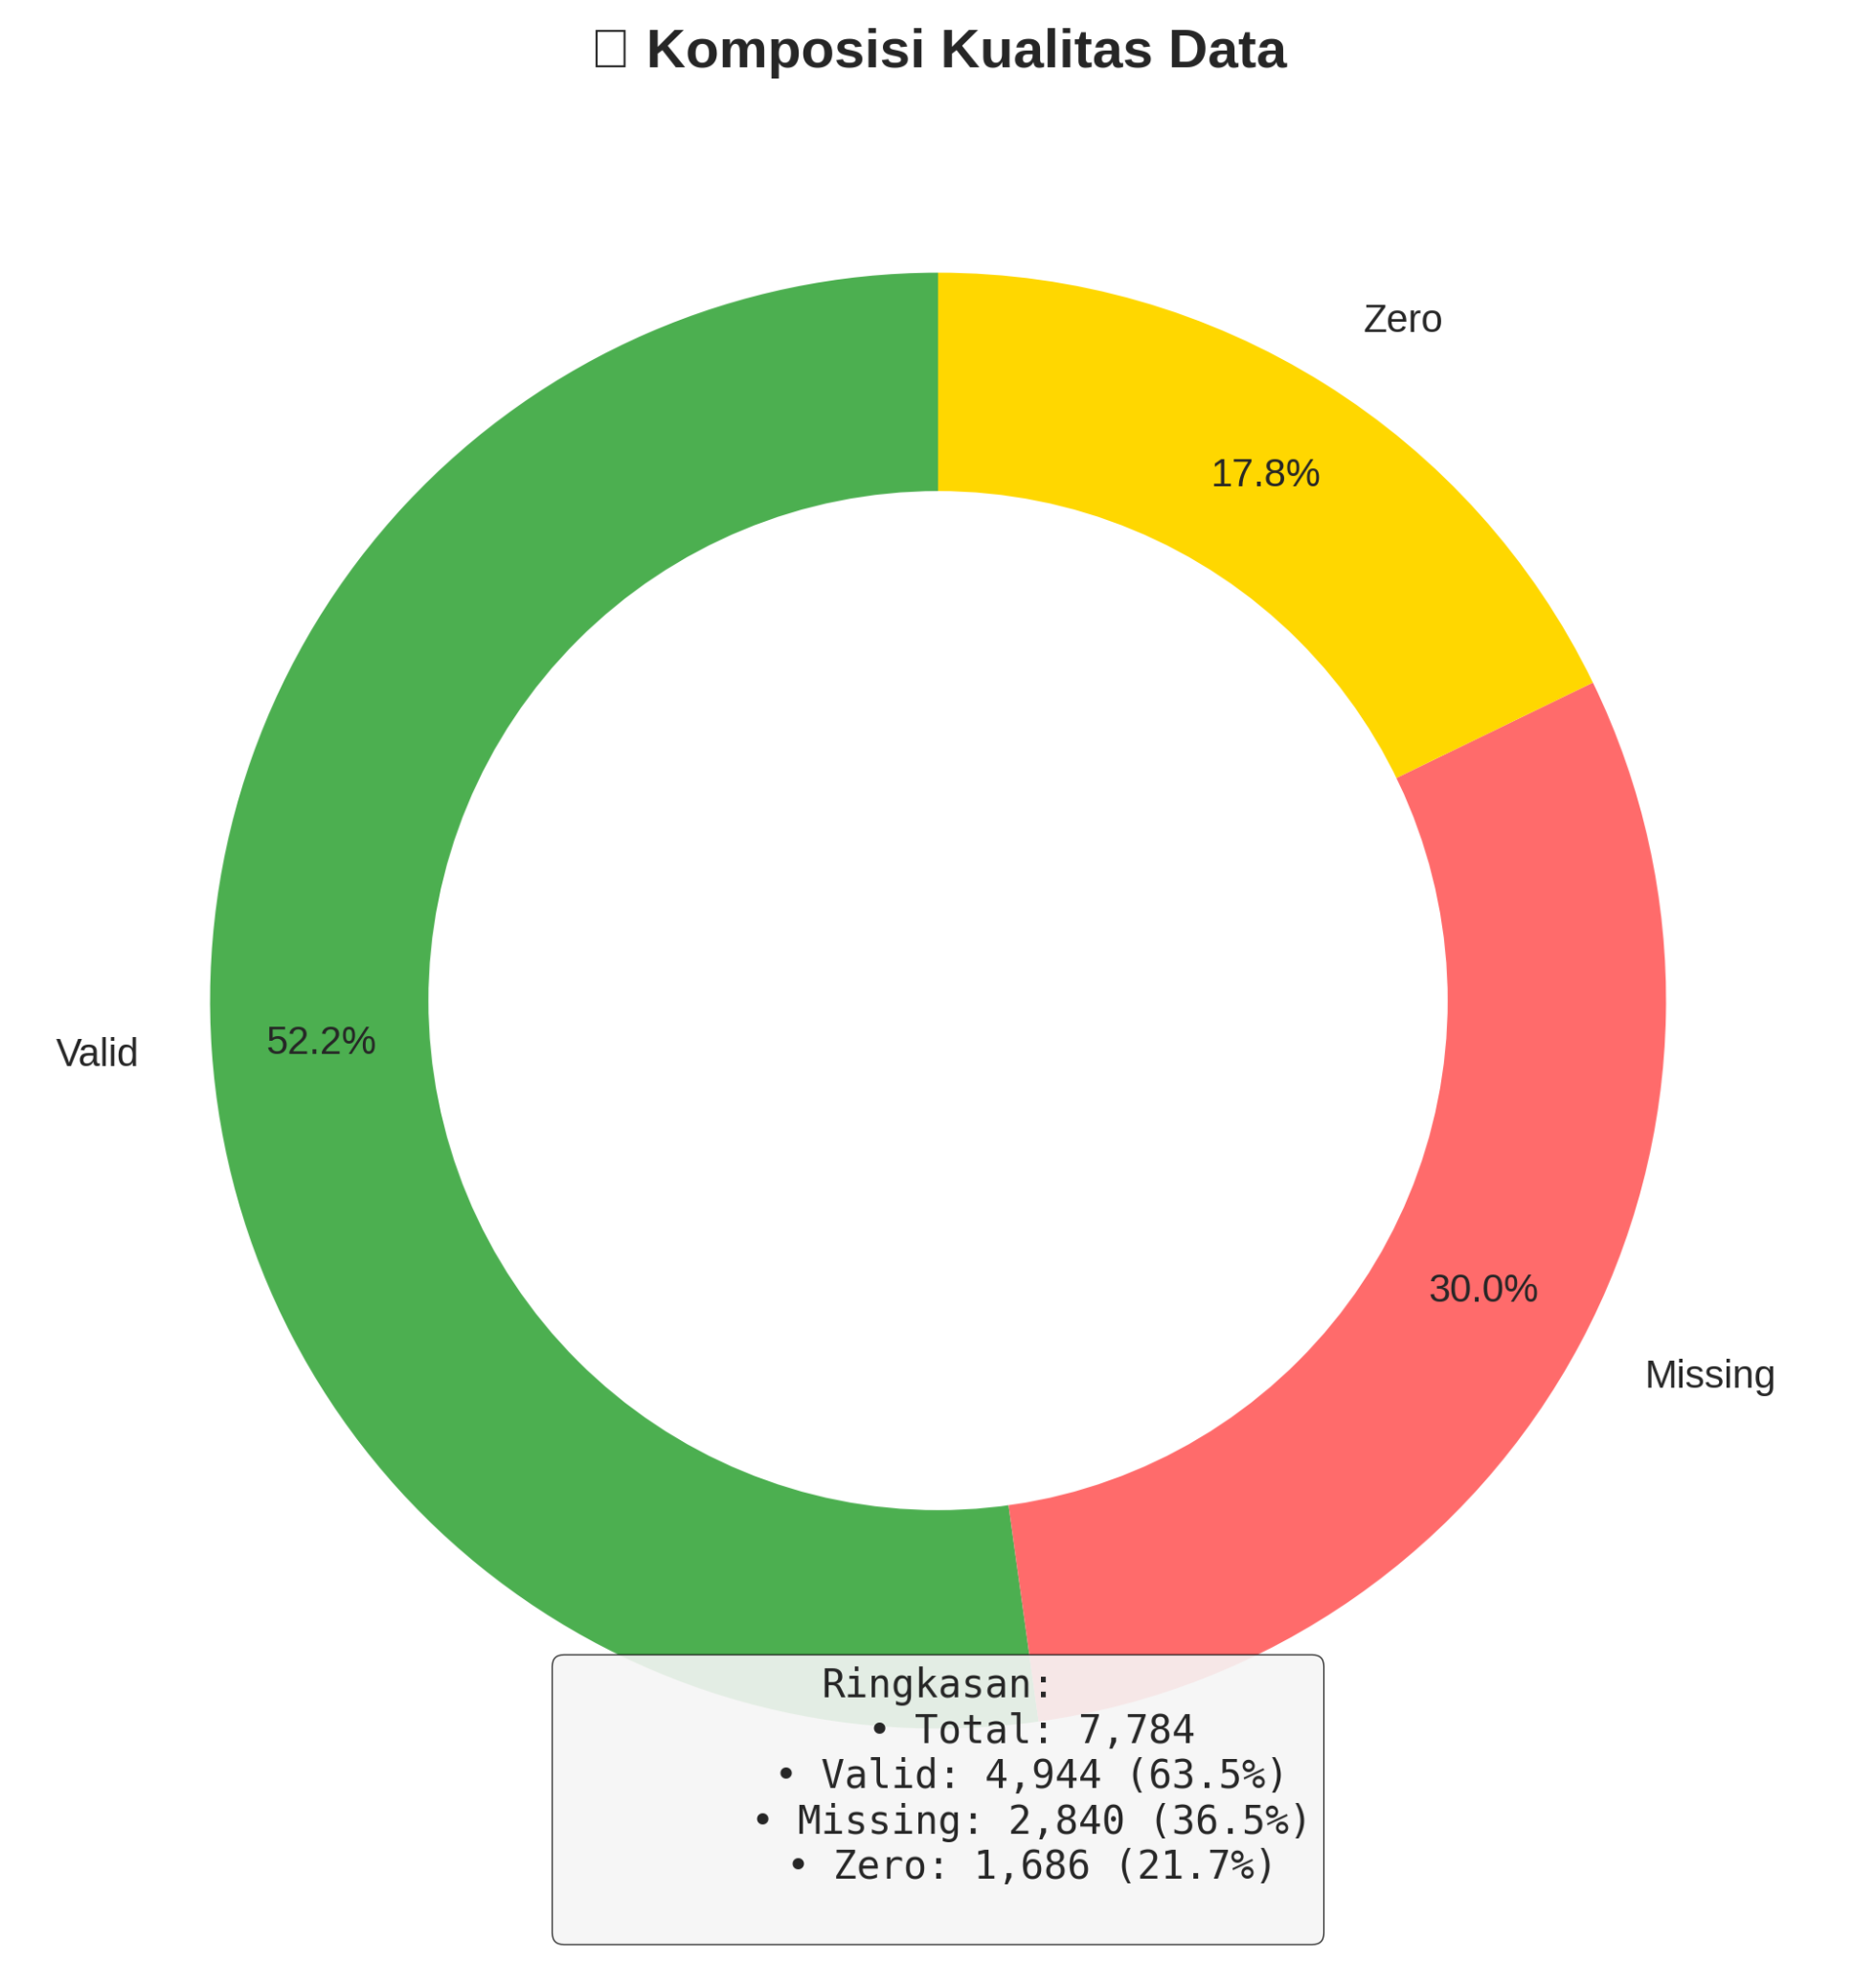 Komposisi Kualitas Data
Zero
17.8%
Valid
52.2%
30.0%
Missing
Ringkasan:
• Total: 7,784
• Valid: 4,944 (63.5%)
• Missing: 2,840 (36.5%)
• Zero: 1,686 (21.7%)